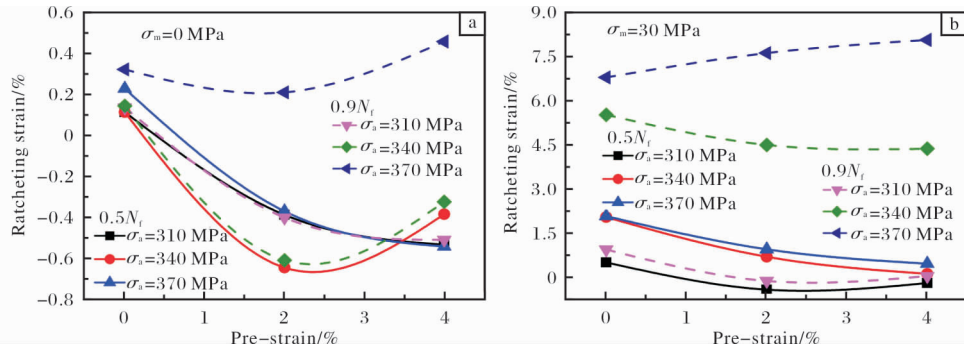 a
σm=0 MPa
0.9Nf
σa=310 MPa
σa=340 MPa
σa=370 MPa
0.5Nf
σa=310 MPa
σa=340 MPa
σa=370 MPa
0.6
0.4
0.2
0
−0.2
−0.4
−0.6
−0.8
Ratcheting strain/%
0
1
2
3
4
Pre-strain/%
b
σm=30 MPa
0.5Nf
σa=310 MPa
σa=340 MPa
σa=370 MPa
0.9Nf
σa=310 MPa
σa=340 MPa
σa=370 MPa
9.0
7.5
6.0
4.5
3.0
1.5
0
Ratcheting strain/%
0
1
2
3
4
Pre-strain/%